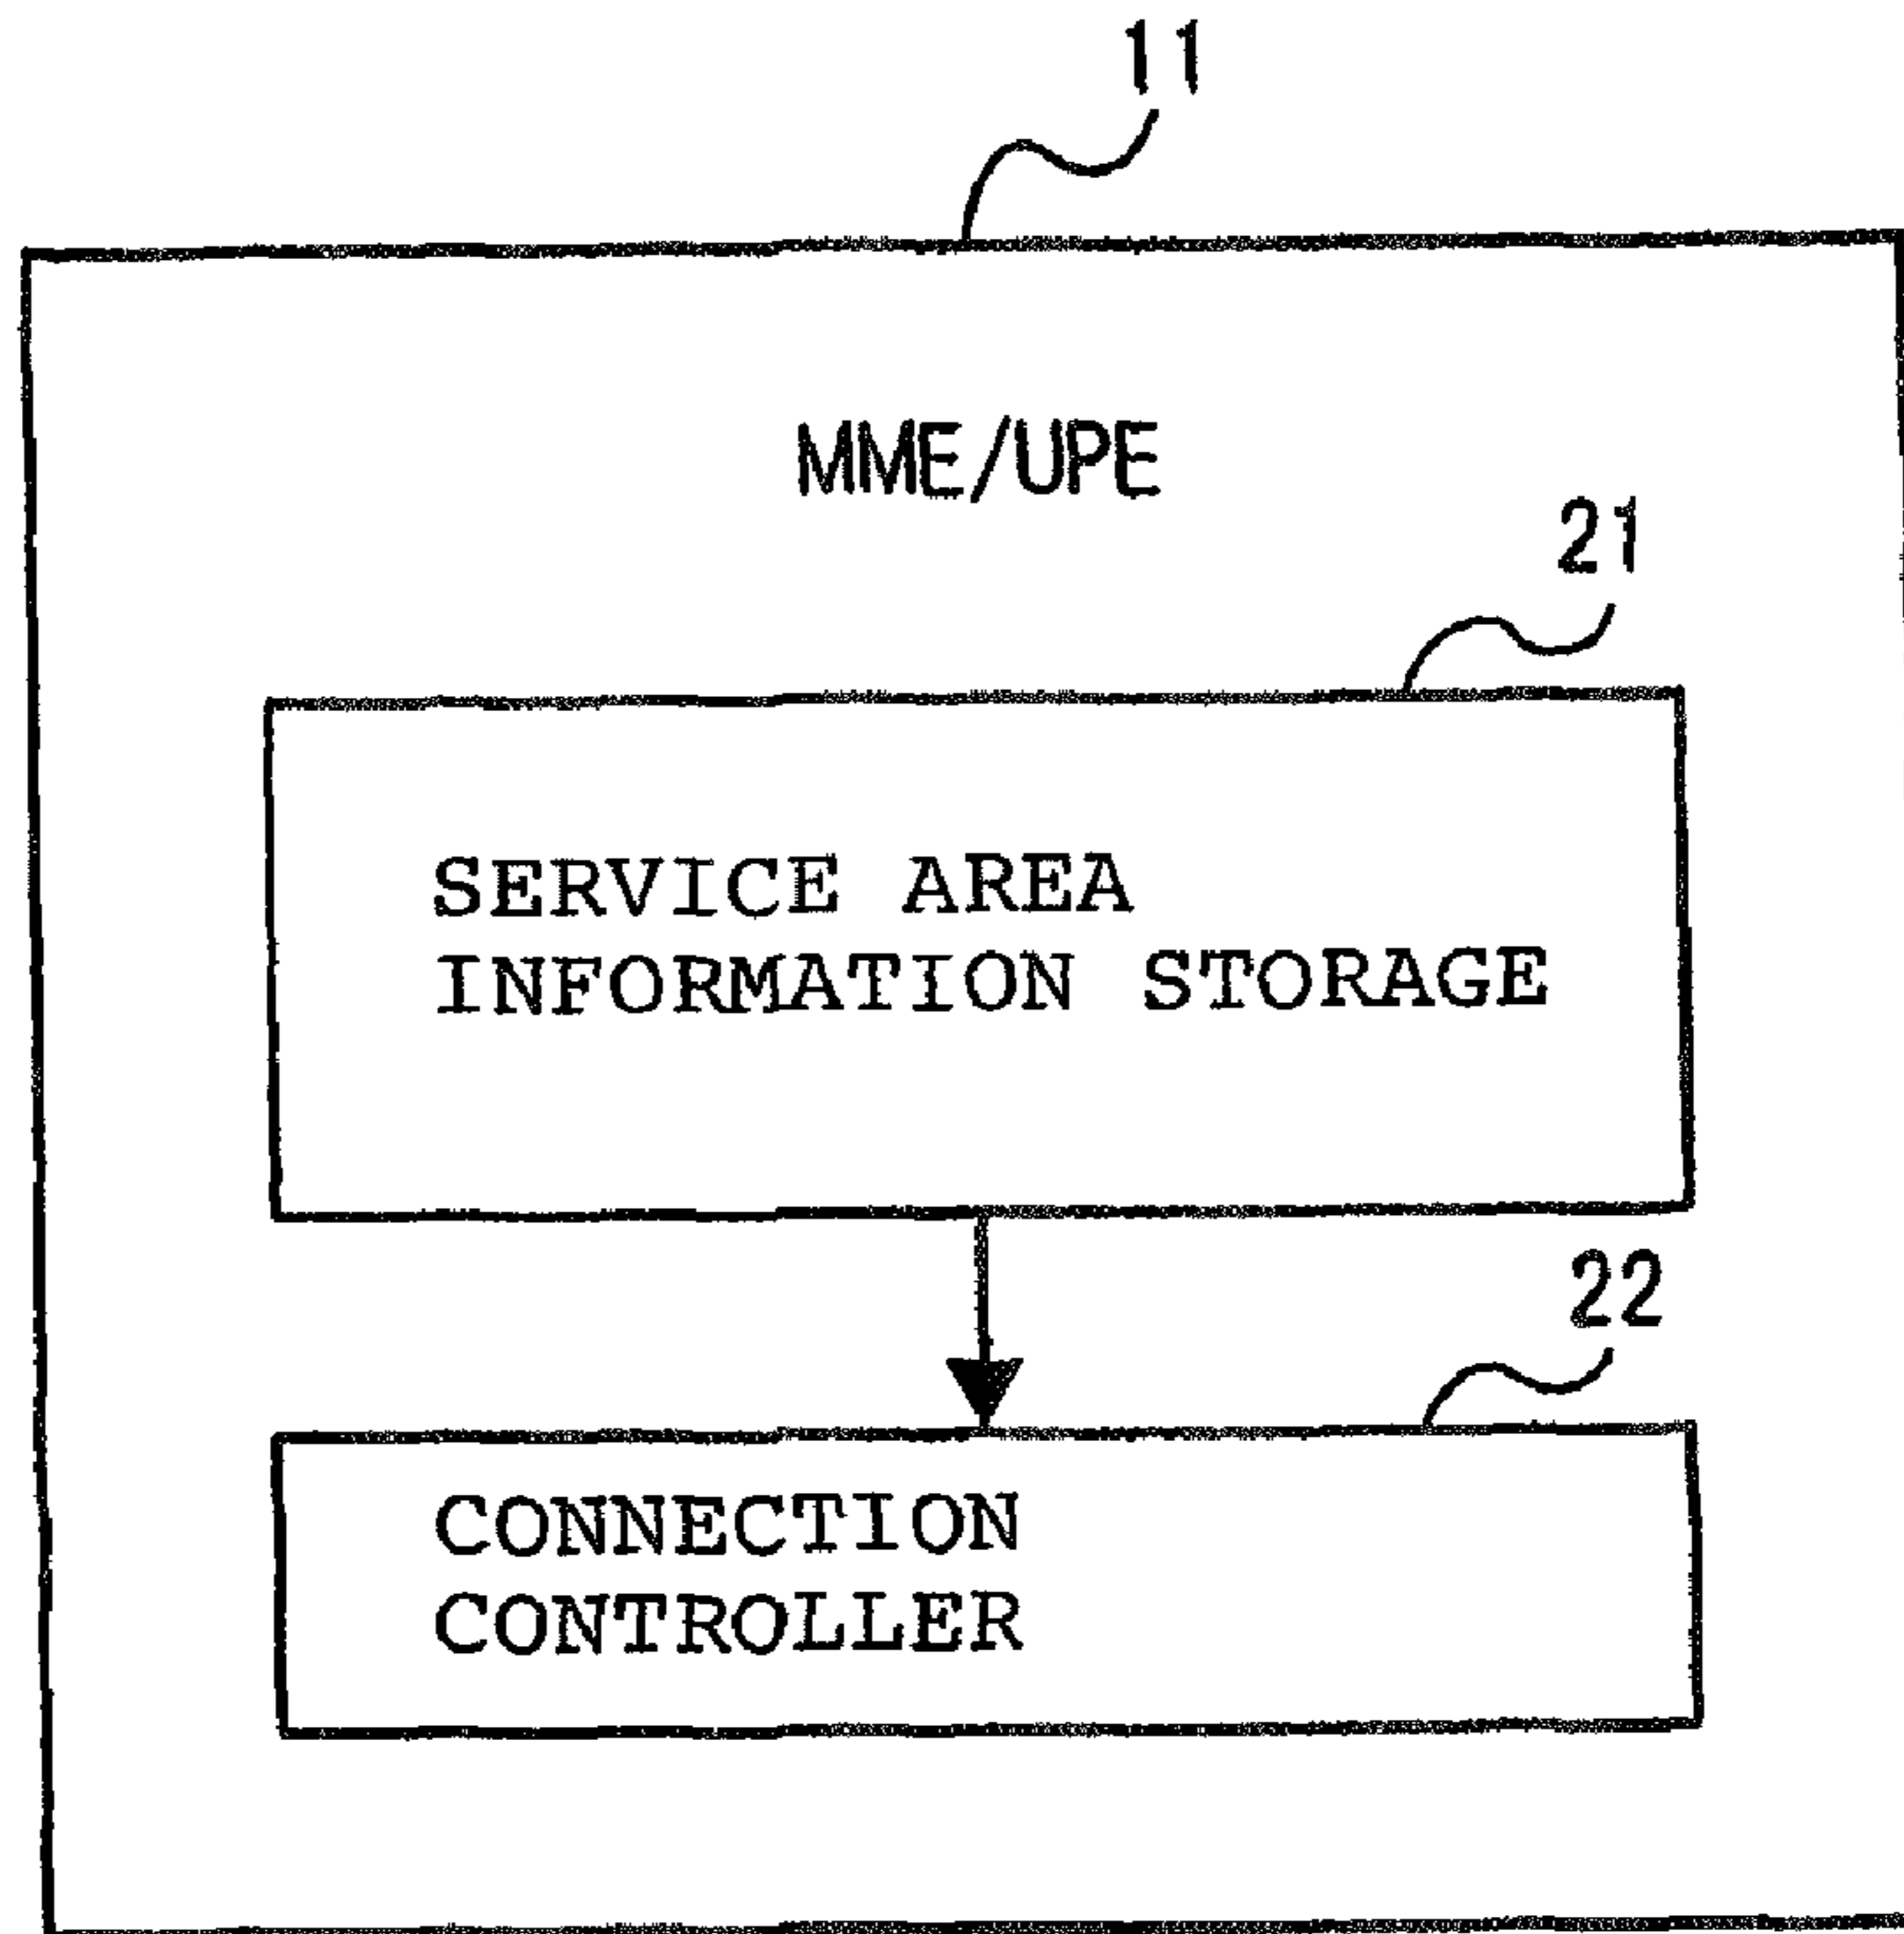 11
MME/UPE
21
SERVICE AREA
INFORMATION STORAGE
22
CONNECTION
CONTROLLER